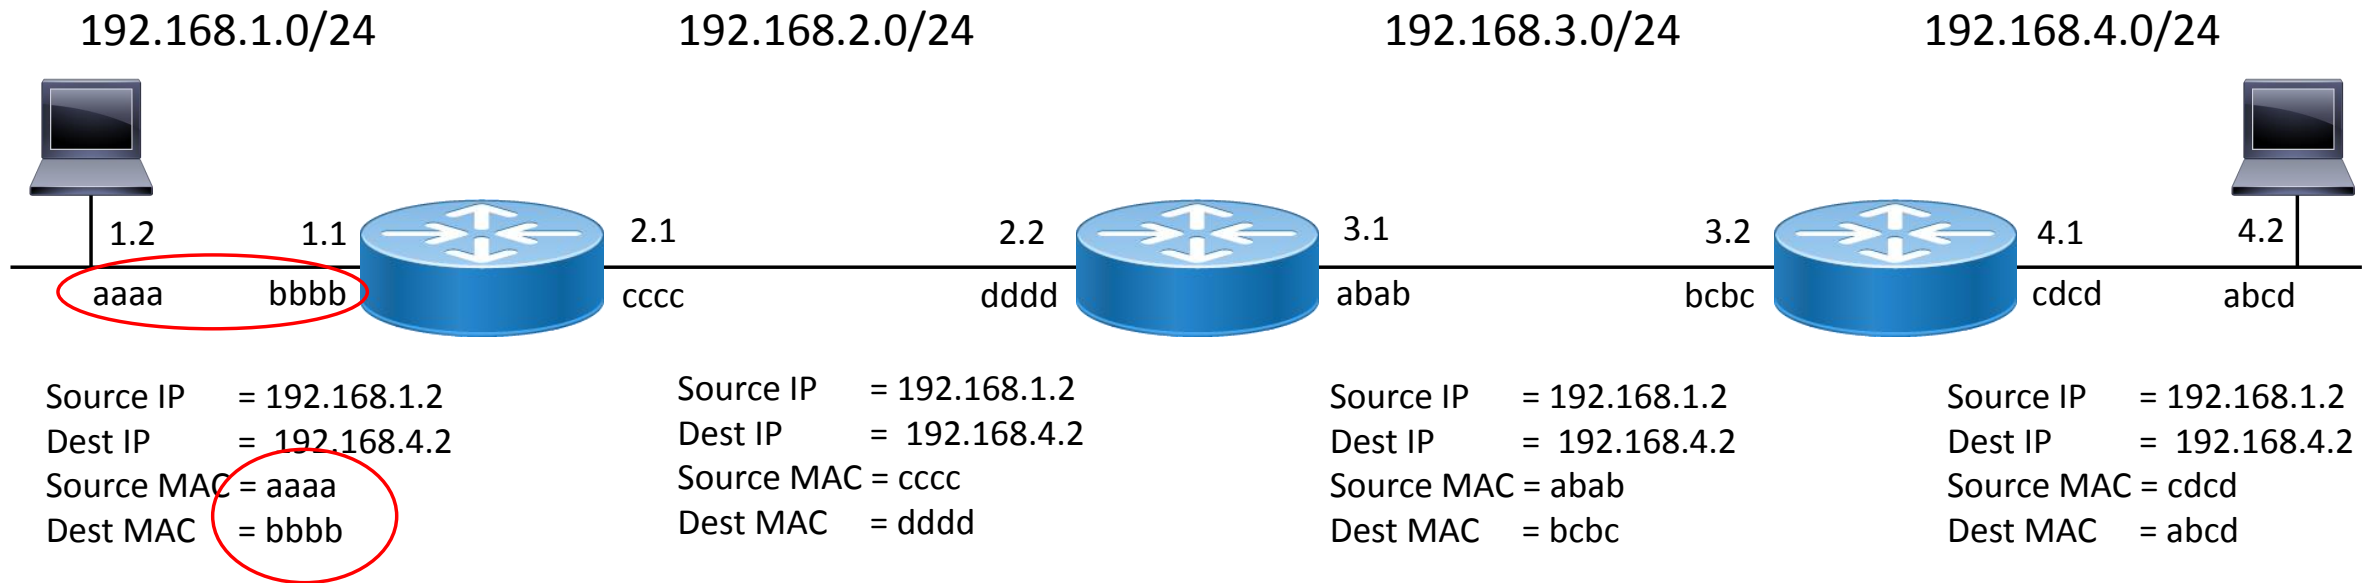 192.168.1.0/24
192.168.2.0/24
192.168.3.0/24
192.168.4.0/24
1.2
1.1
2.1
2.2
3.1
3.2
4.1
4.2
aaaa
bbbb
cccc
dddd
abab
bcbc
cdcd
abcd
Source IP = 192.168.1.2
Dest IP = 192.168.4.2
Source MAC = aaaa
Dest MAC = bbbb
Source IP = 192.168.1.2
Dest IP = 192.168.4.2
Source MAC = cccc
Dest MAC = dddd
Source IP = 192.168.1.2
Dest IP = 192.168.4.2
Source MAC = abab
Dest MAC = bcbc
Source IP = 192.168.1.2
Dest IP = 192.168.4.2
Source MAC = cdcd
Dest MAC = abcd